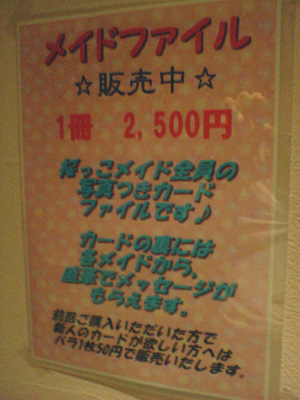 メイドファイル
☆販売中☆
1冊 2,500円
っこメイド全員の
写真つきカード
ファイルです♪
カードの裏には
各メイドから、
直筆でメッセージが
もらえます。
前回ご購入いただいた方で
新人のカードが欲しい方へは
バラ1枚50円で販売いたします。